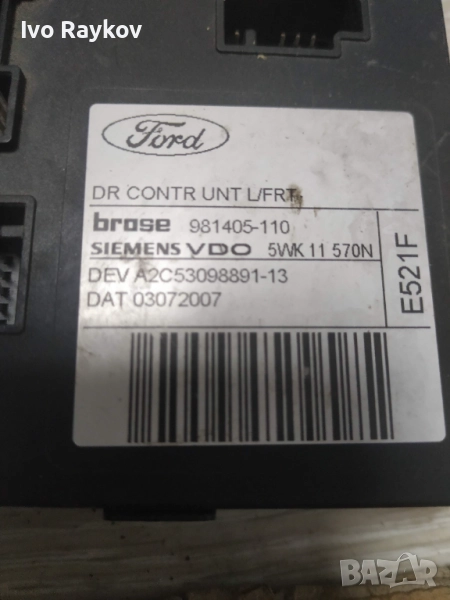 Ivo Raykov
Ford
DR CONTR UNT L/FRT
brose 981405-110
SIEMENS VDO 5WK 11 570N
DEV A2C53098891-13
DAT 03072007
E521F
BAZAR